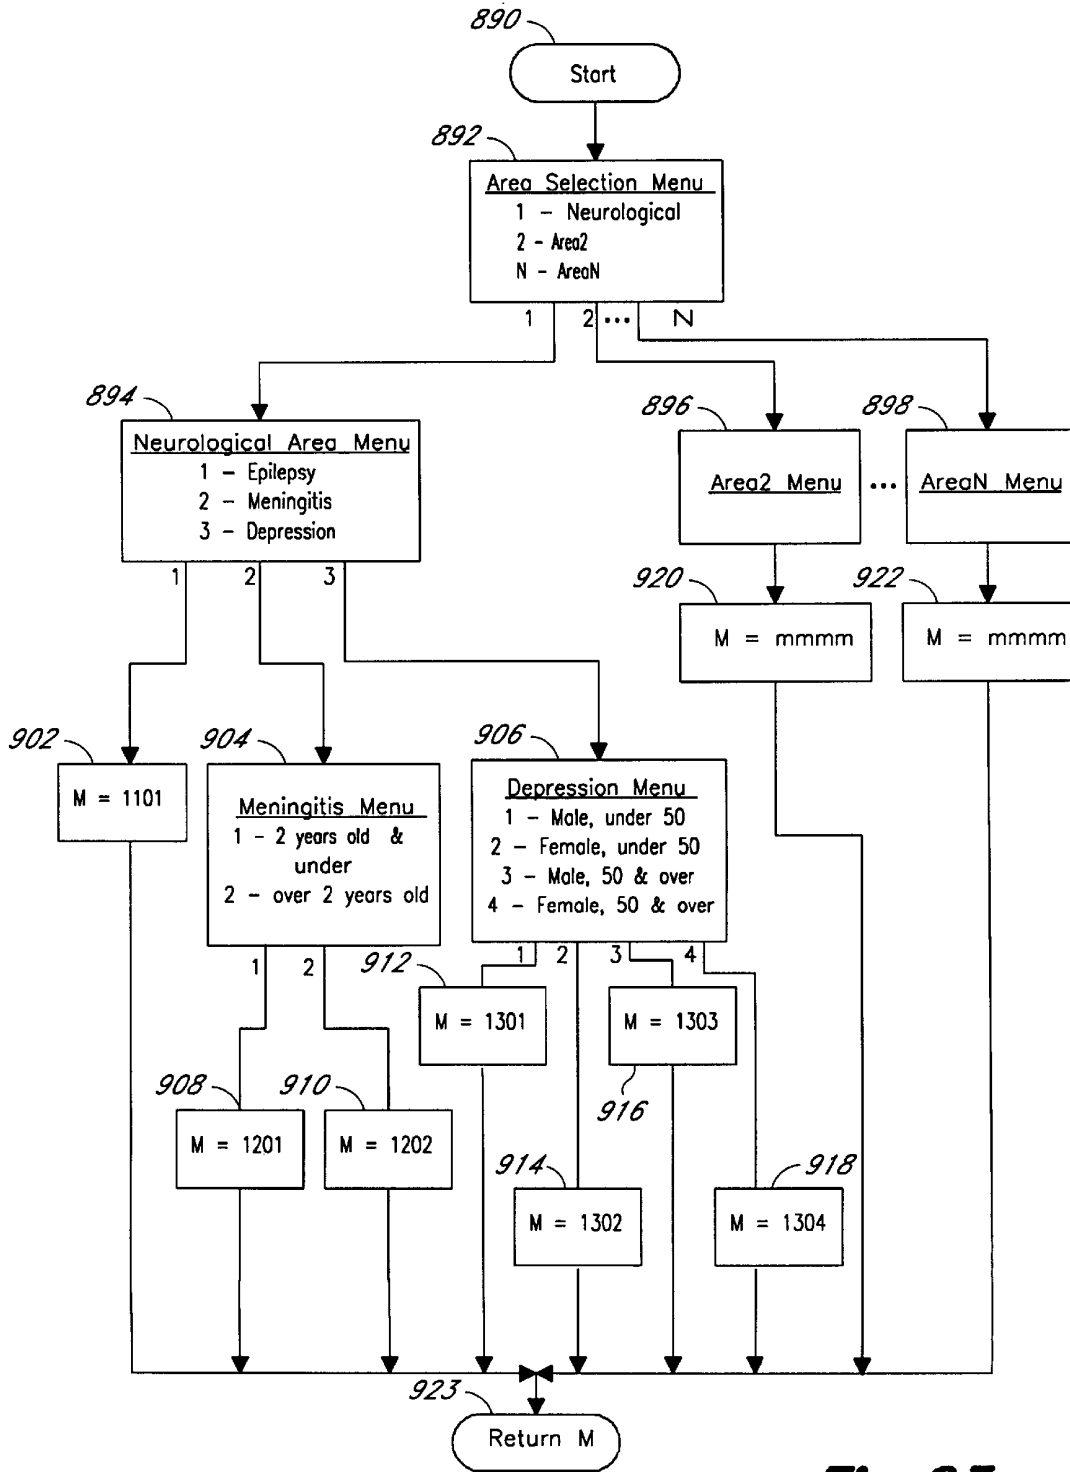 890
Start
892
Area Selection Menu
1 - Neurological
2 - Area2
N - AreaN
1 2 ... N
894
Neurological Area Menu
1 - Epilepsy
2 - Meningitis
3 - Depression
1 2 3
896
Area2 Menu
...
898
AreaN Menu
920
M = mmmm
922
M = mmmm
902
M = 1101
904
Meningitis Menu
1 - 2 years old &
under
2 - over 2 years old
1 2
906
Depression Menu
1 - Male, under 50
2 - Female, under 50
3 - Male, 50 & over
4 - Female, 50 & over
1 2 3 4
912
M = 1301
M = 1303
916
908
M = 1201
910
M = 1202
914
M = 1302
918
M = 1304
923
Return M